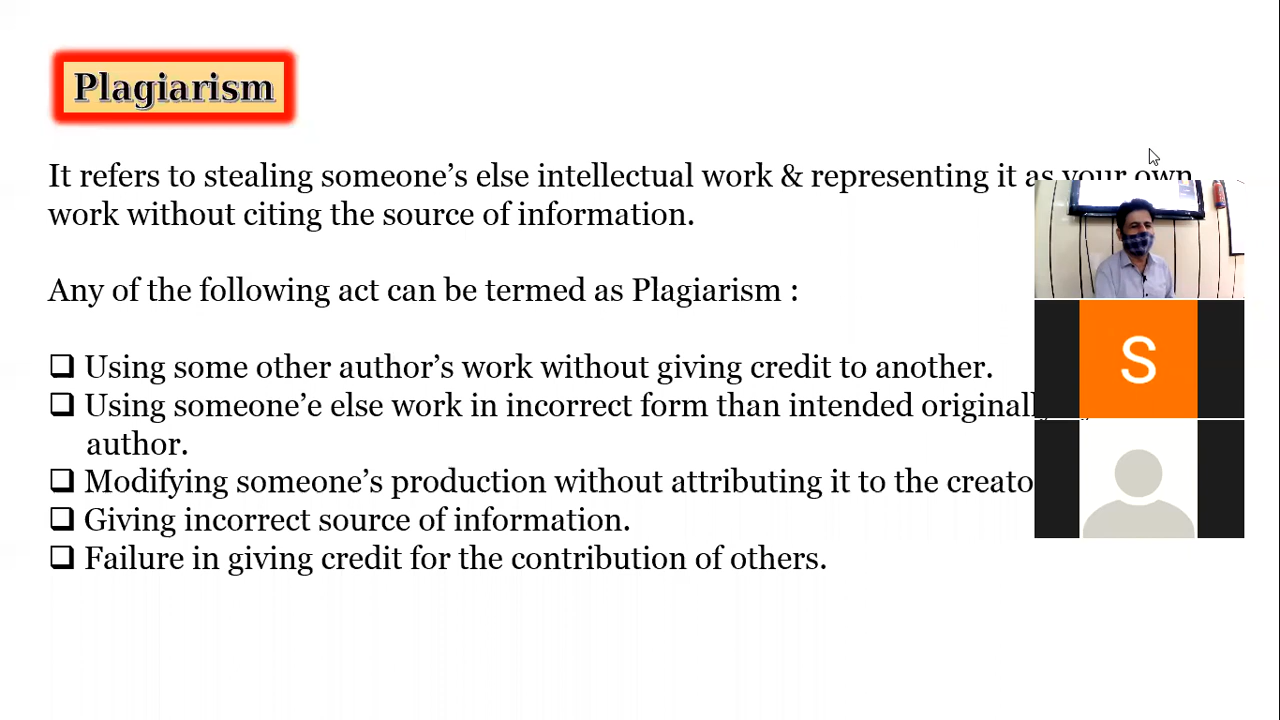 Plagiarism
It refers to stealing someone’s else intellectual work & representing it as your own
work without citing the source of information.
Any of the following act can be termed as Plagiarism :
❑ Using some other author’s work without giving credit to another.
❑ Using someone’e else work in incorrect form than intended originally
author.
❑ Modifying someone’s production without attributing it to the
❑ Giving incorrect source of information.
❑ Failure in giving credit for the contribution of others.
S